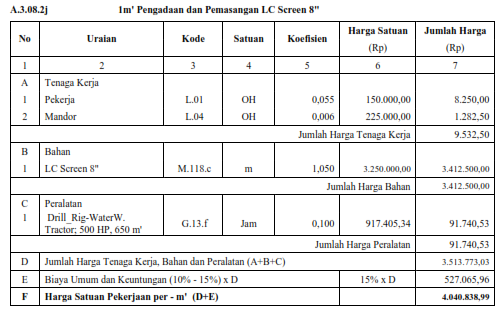 A.3.08.2j 1m' Pengadaan dan Pemasangan LC Screen 8"
No Uraian Kode Satuan Koefisien Harga Satuan (Rp) Jumlah Harga (Rp)
1 2 3 4 5 6 7
A Tenaga Kerja
1 Pekerja L.01 OH 0,055 150.000,00 8.250,00
2 Mandor L.04 OH 0,006 225.000,00 1.282,50
Jumlah Harga Tenaga Kerja 9.532,50
B Bahan
1 LC Screen 8" M.118.c m 1,050 3.250.000,00 3.412.500,00
Jumlah Harga Bahan 3.412.500,00
C Peralatan
1 Drill_Rig-WaterW. Tractor; 500 HP, 650 m' G.13.f Jam 0,100 917.405,34 91.740,53
Jumlah Harga Peralatan 91.740,53
D Jumlah Harga Tenaga Kerja, Bahan dan Peralatan (A+B+C) 3.513.773,03
E Biaya Umum dan Keuntungan (10% - 15%) x D 15% x D 527.065,96
F Harga Satuan Pekerjaan per - m' (D+E) 4.040.838,99